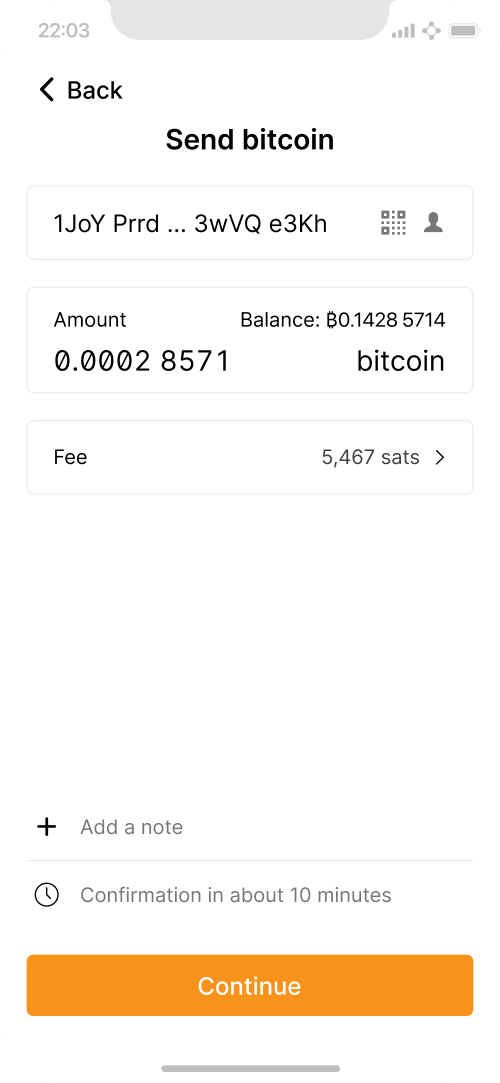 22:03
Back
Send bitcoin
1JoY Prrd ... 3wVQ e3Kh
Amount Balance: ₿0.1428 5714
0.0002 8571 bitcoin
Fee 5,467 sats
Add a note
Confirmation in about 10 minutes
Continue